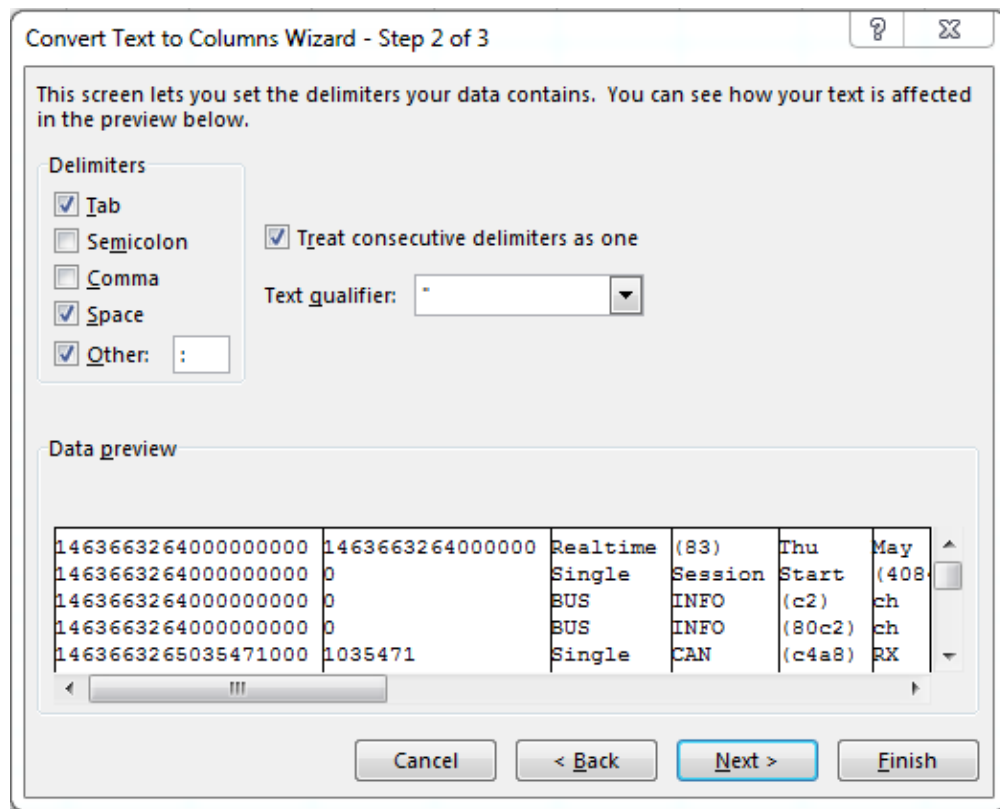 Convert Text to Columns Wizard - Step 2 of 3
This screen lets you set the delimiters your data contains. You can see how your text is affected
in the preview below.
Delimiters
Tab
Semicolon
Comma
Space
Other: :
Treat consecutive delimiters as one
Text qualifier: "
Data preview
1463663264000000000 1463663264000000 Realtime (83) Thu May
1463663264000000000 0 Single Session Start (408
1463663264000000000 0 BUS INFO (c2) ch
1463663264000000000 0 BUS INFO (80c2) ch
1463663265035471000 1035471 Single CAN (c4a8) RX
Cancel < Back Next > Finish